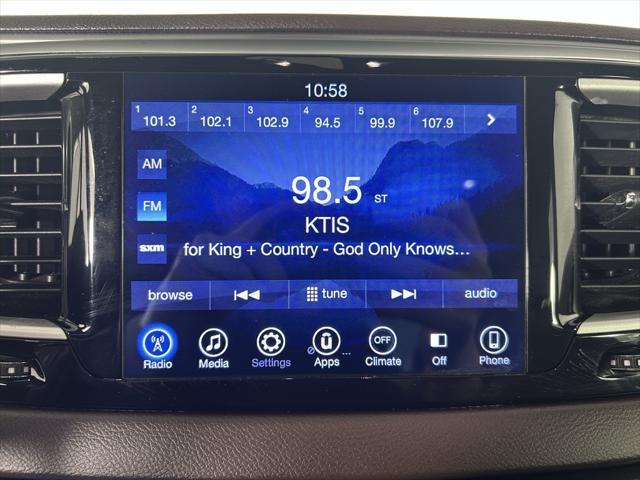 10:58
1 101.3 2 102.1 3 102.9 4 94.5 5 99.9 6 107.9
AM
98.5 ST
FM
KTIS
sxm
for King + Country - God Only Knows...
browse tune audio
OFF
Radio Media Settings Apps ... Climate Off Phone